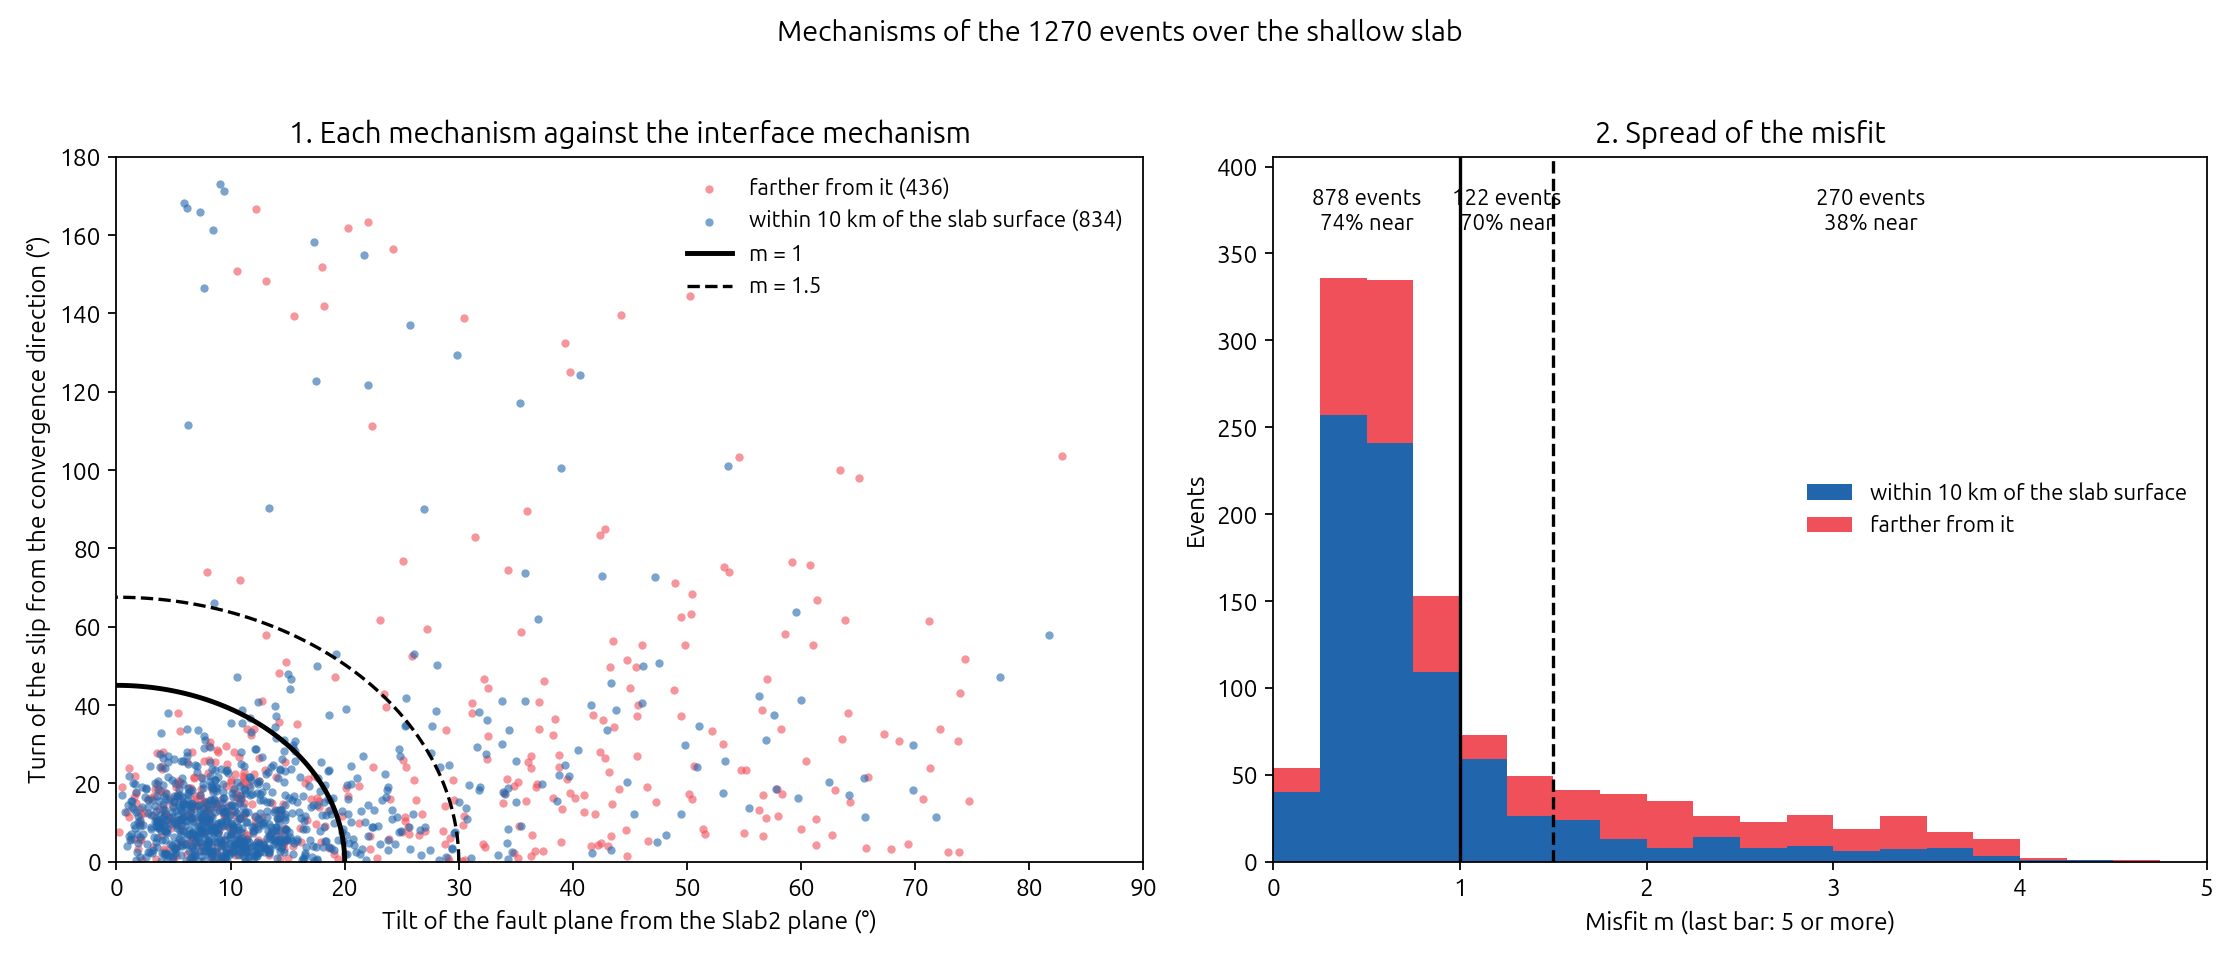 Mechanisms of the 1270 events over the shallow slab
1. Each mechanism against the interface mechanism
Turn of the slip from the convergence direction (°)
180
160
140
120
100
80
60
40
20
0
farther from it (436)
within 10 km of the slab surface (834)
m = 1
m = 1.5
0 10 20 30 40 50 60 70 80 90
Tilt of the fault plane from the Slab2 plane (°)
2. Spread of the misfit
Events
400
350
300
250
200
150
100
50
0
878 events
74% near
122 events
70% near
270 events
38% near
within 10 km of the slab surface
farther from it
0 1 2 3 4 5
Misfit m (last bar: 5 or more)